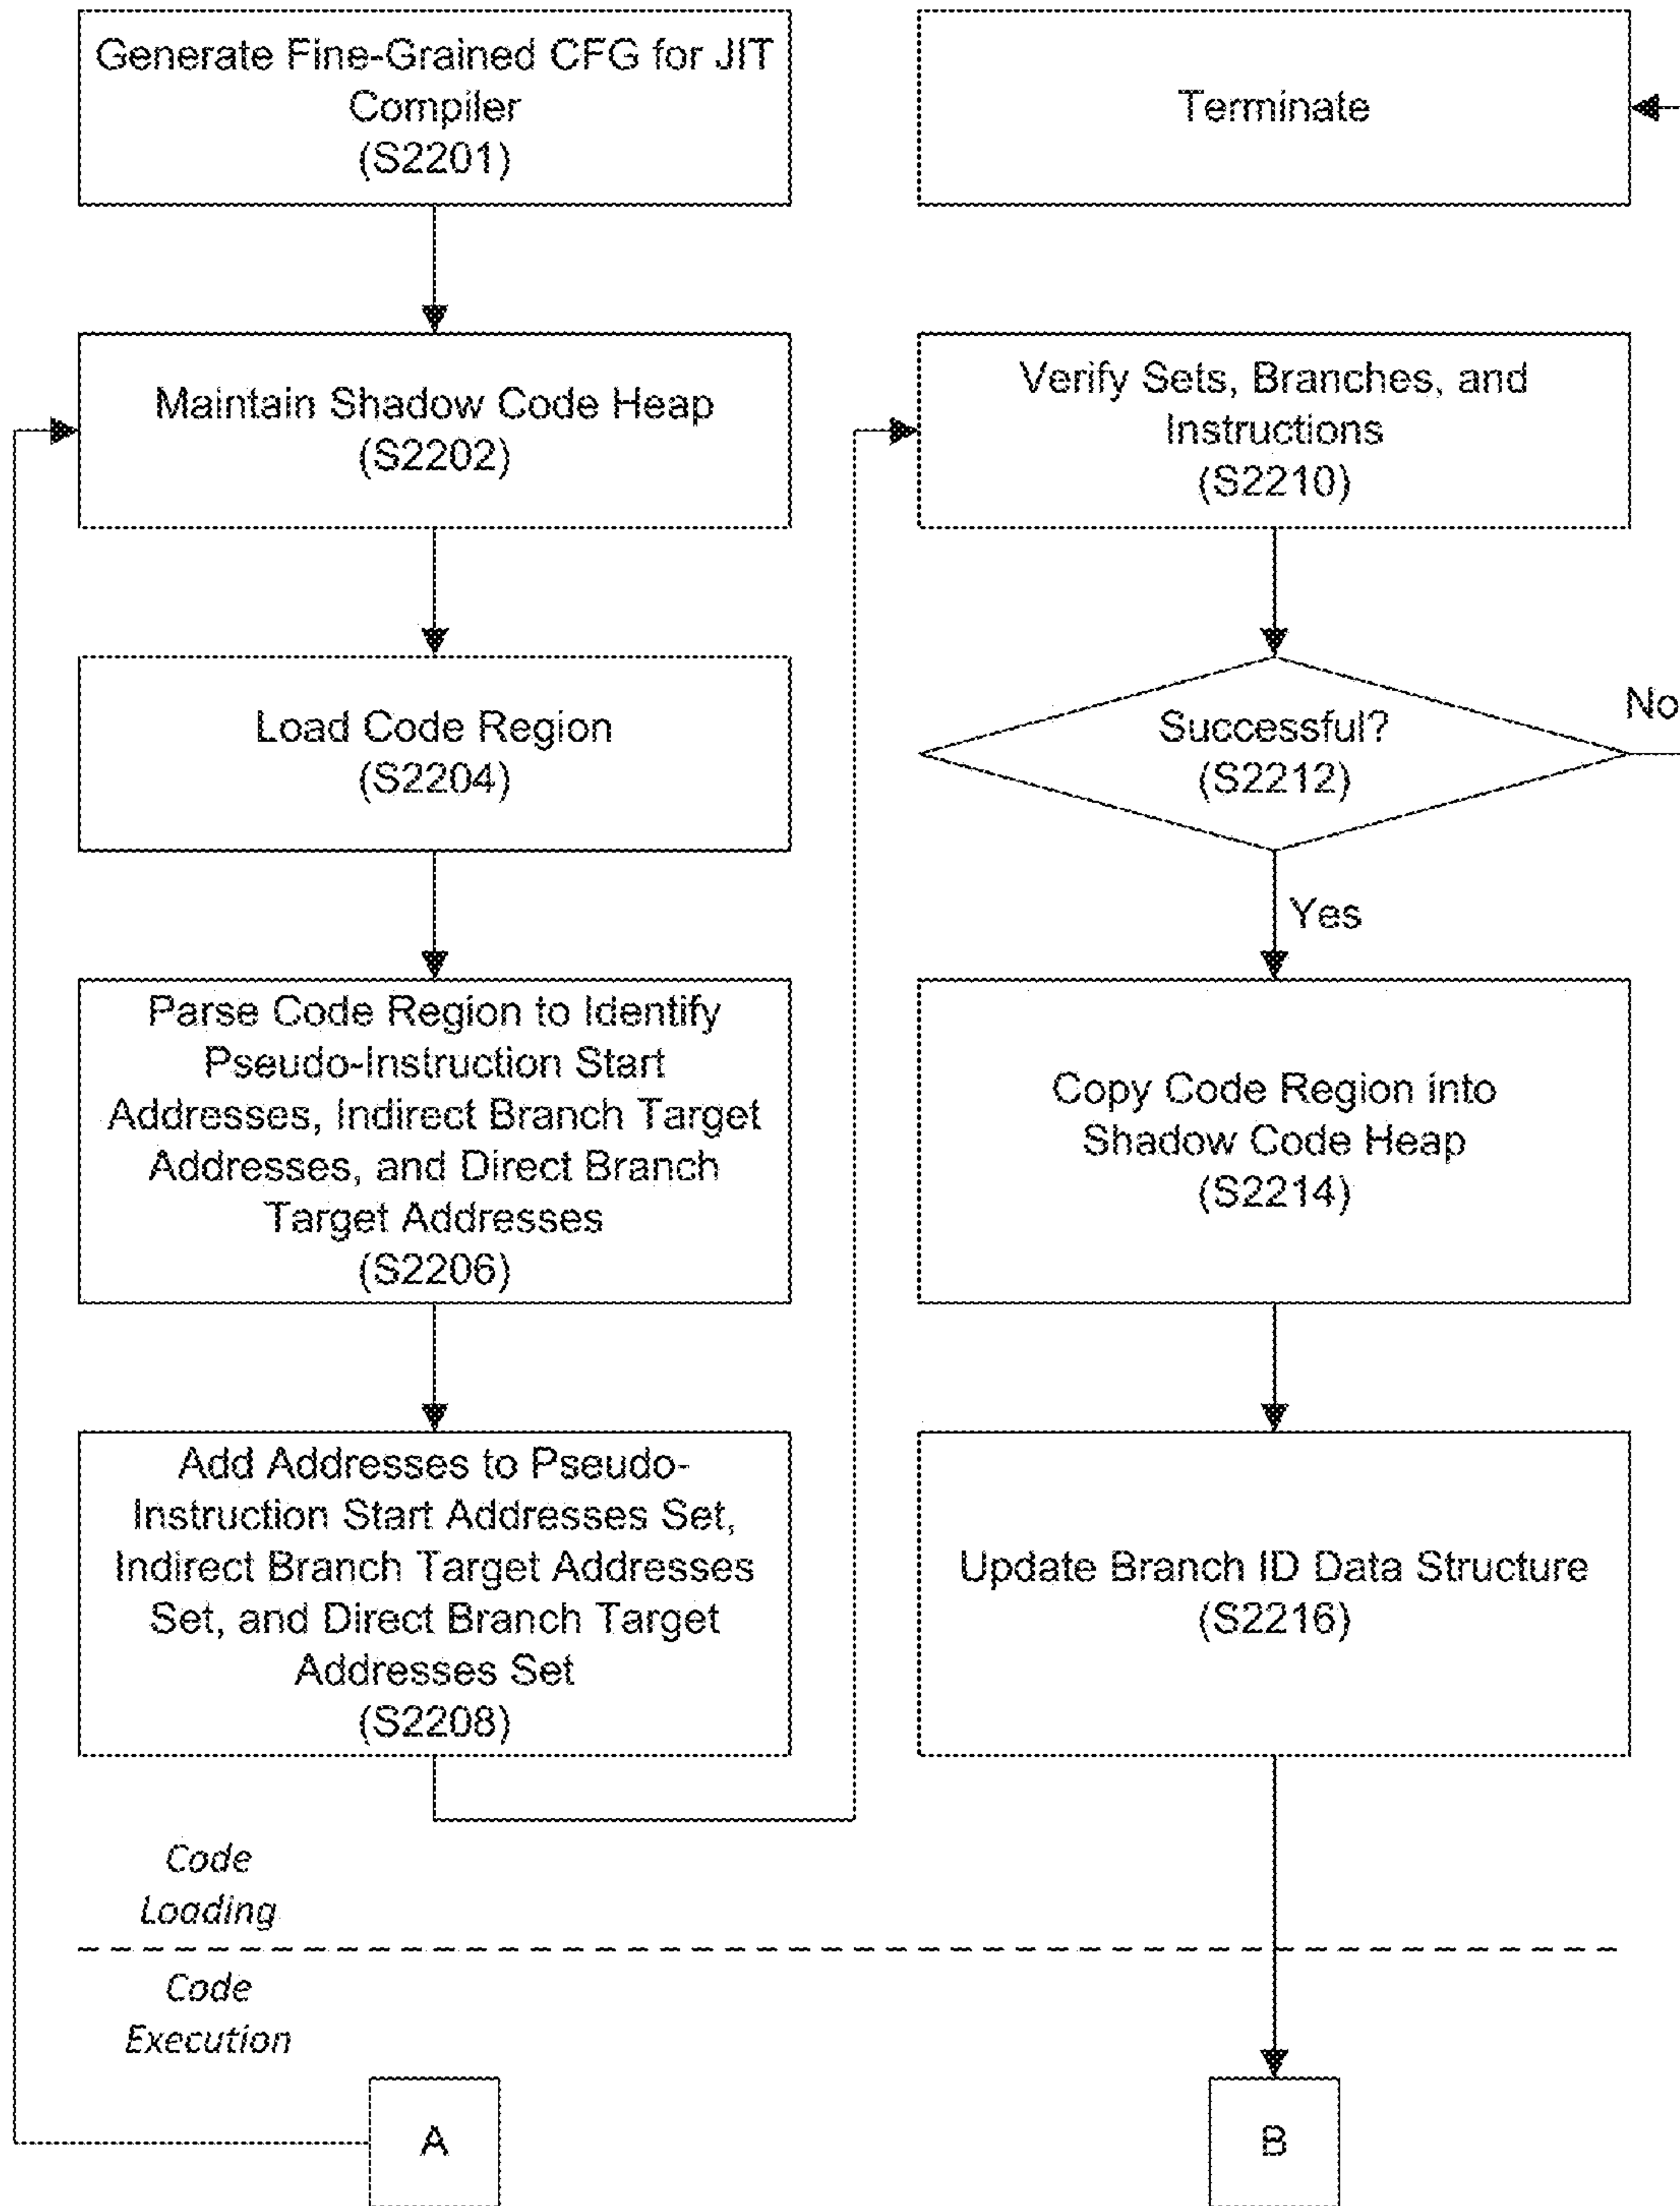 Generate Fine-Grained CFG for JIT
Compiler
(S2201)
Maintain Shadow Code Heap
(S2202)
Load Code Region
(S2204)
Parse Code Region to Identify
Pseudo-Instruction Start
Addresses, Indirect Branch Target
Addresses, and Direct Branch
Target Addresses
(S2206)
Add Addresses to Pseudo-
Instruction Start Addresses Set,
Indirect Branch Target Addresses
Set, and Direct Branch Target
Addresses Set
(S2208)
Terminate
Verify Sets, Branches, and
Instructions
(S2210)
Successful?
(S2212)
No
Yes
Copy Code Region into
Shadow Code Heap
(S2214)
Update Branch ID Data Structure
(S2216)
Code
Loading
Code
Execution
A
B